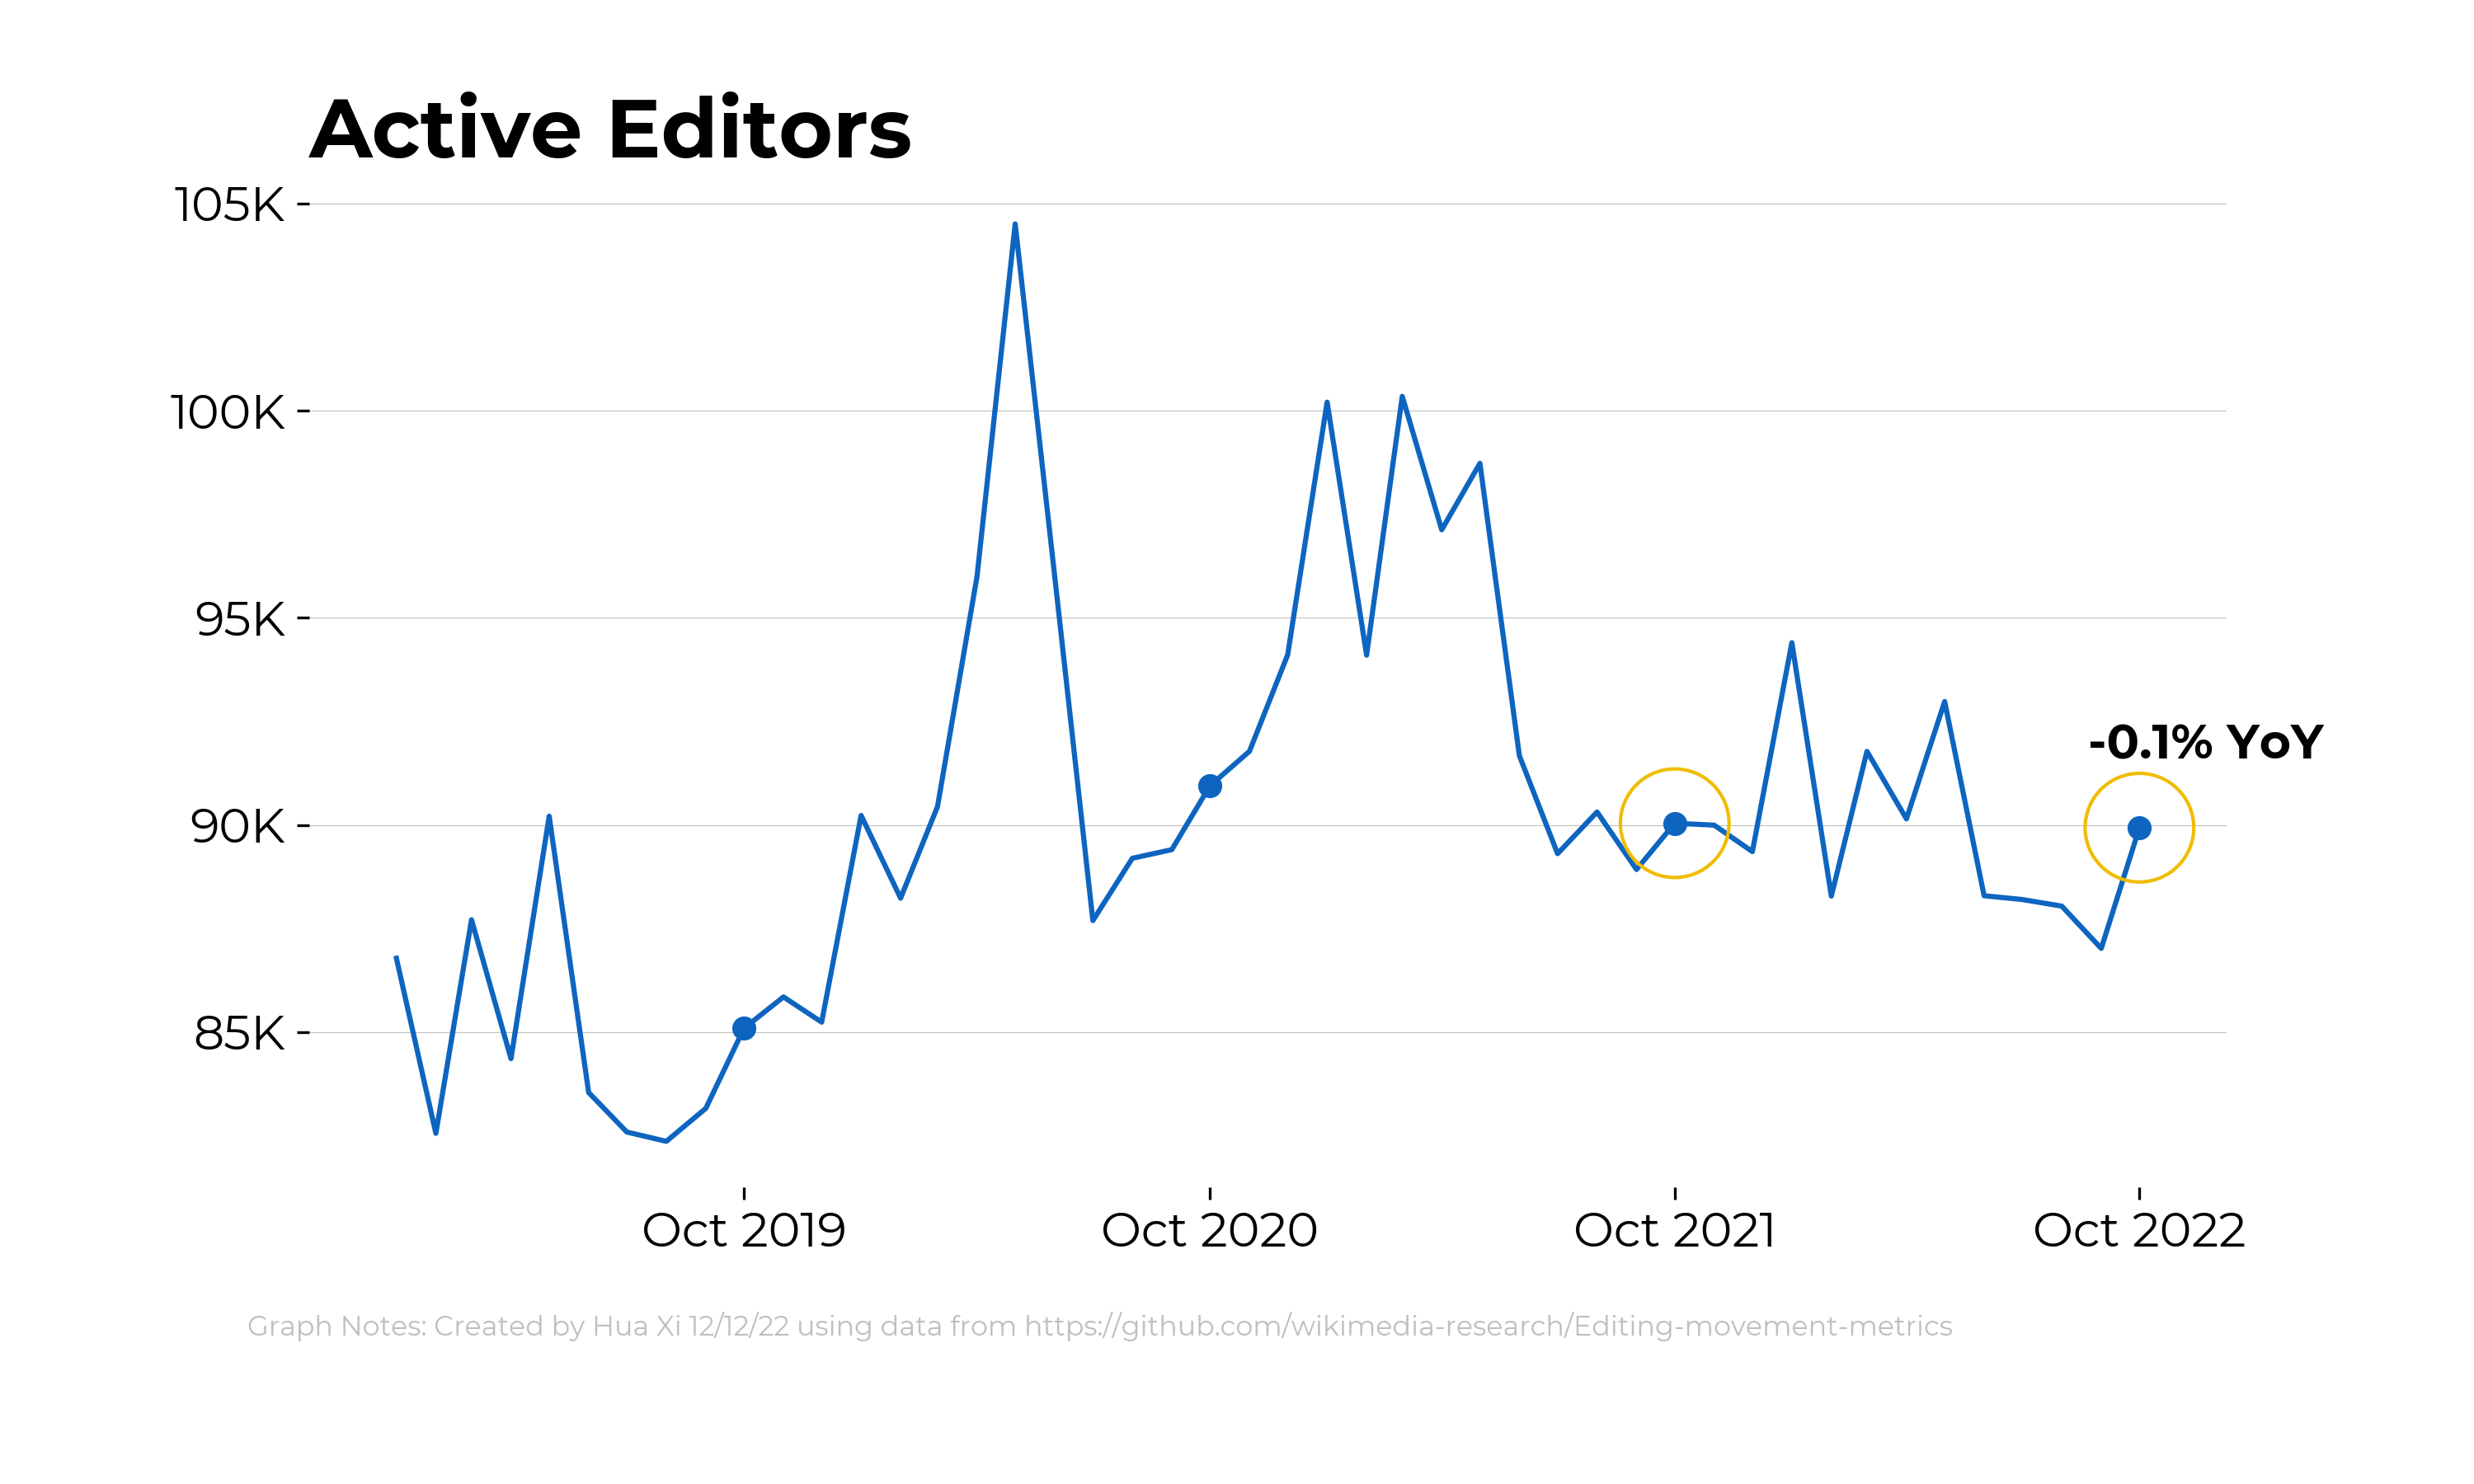 Active Editors
105K
100K
95K
90K
85K
-0.1% YoY
Oct 2019
Oct 2020
Oct 2021
Oct 2022
Graph Notes: Created by Hua Xi 12/12/22 using data from https://github.com/wikimedia-research/Editing-movement-metrics